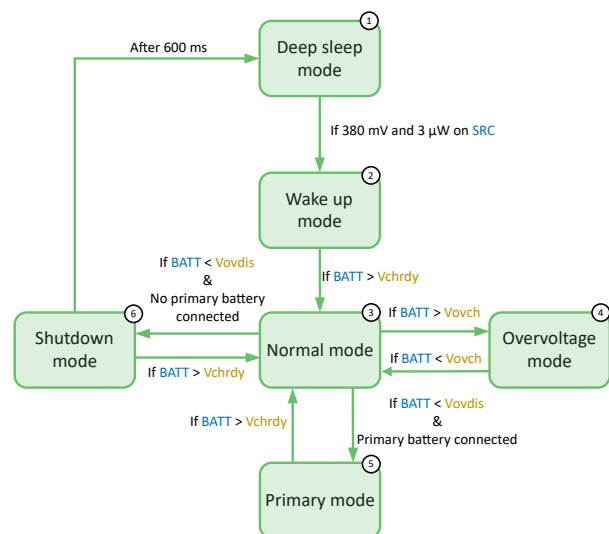 1
Deep sleep
mode
After 600 ms
If 380 mV and 3 µW on SRC
2
Wake up
mode
If BATT < Vovdis
&
No primary battery
connected
If BATT > Vchrdy
6
Shutdown
mode
If BATT > Vchrdy
3
Normal mode
If BATT > Vovch
If BATT < Vovch
4
Overvoltage
mode
If BATT > Vchrdy
If BATT < Vovdis
&
Primary battery connected
5
Primary mode